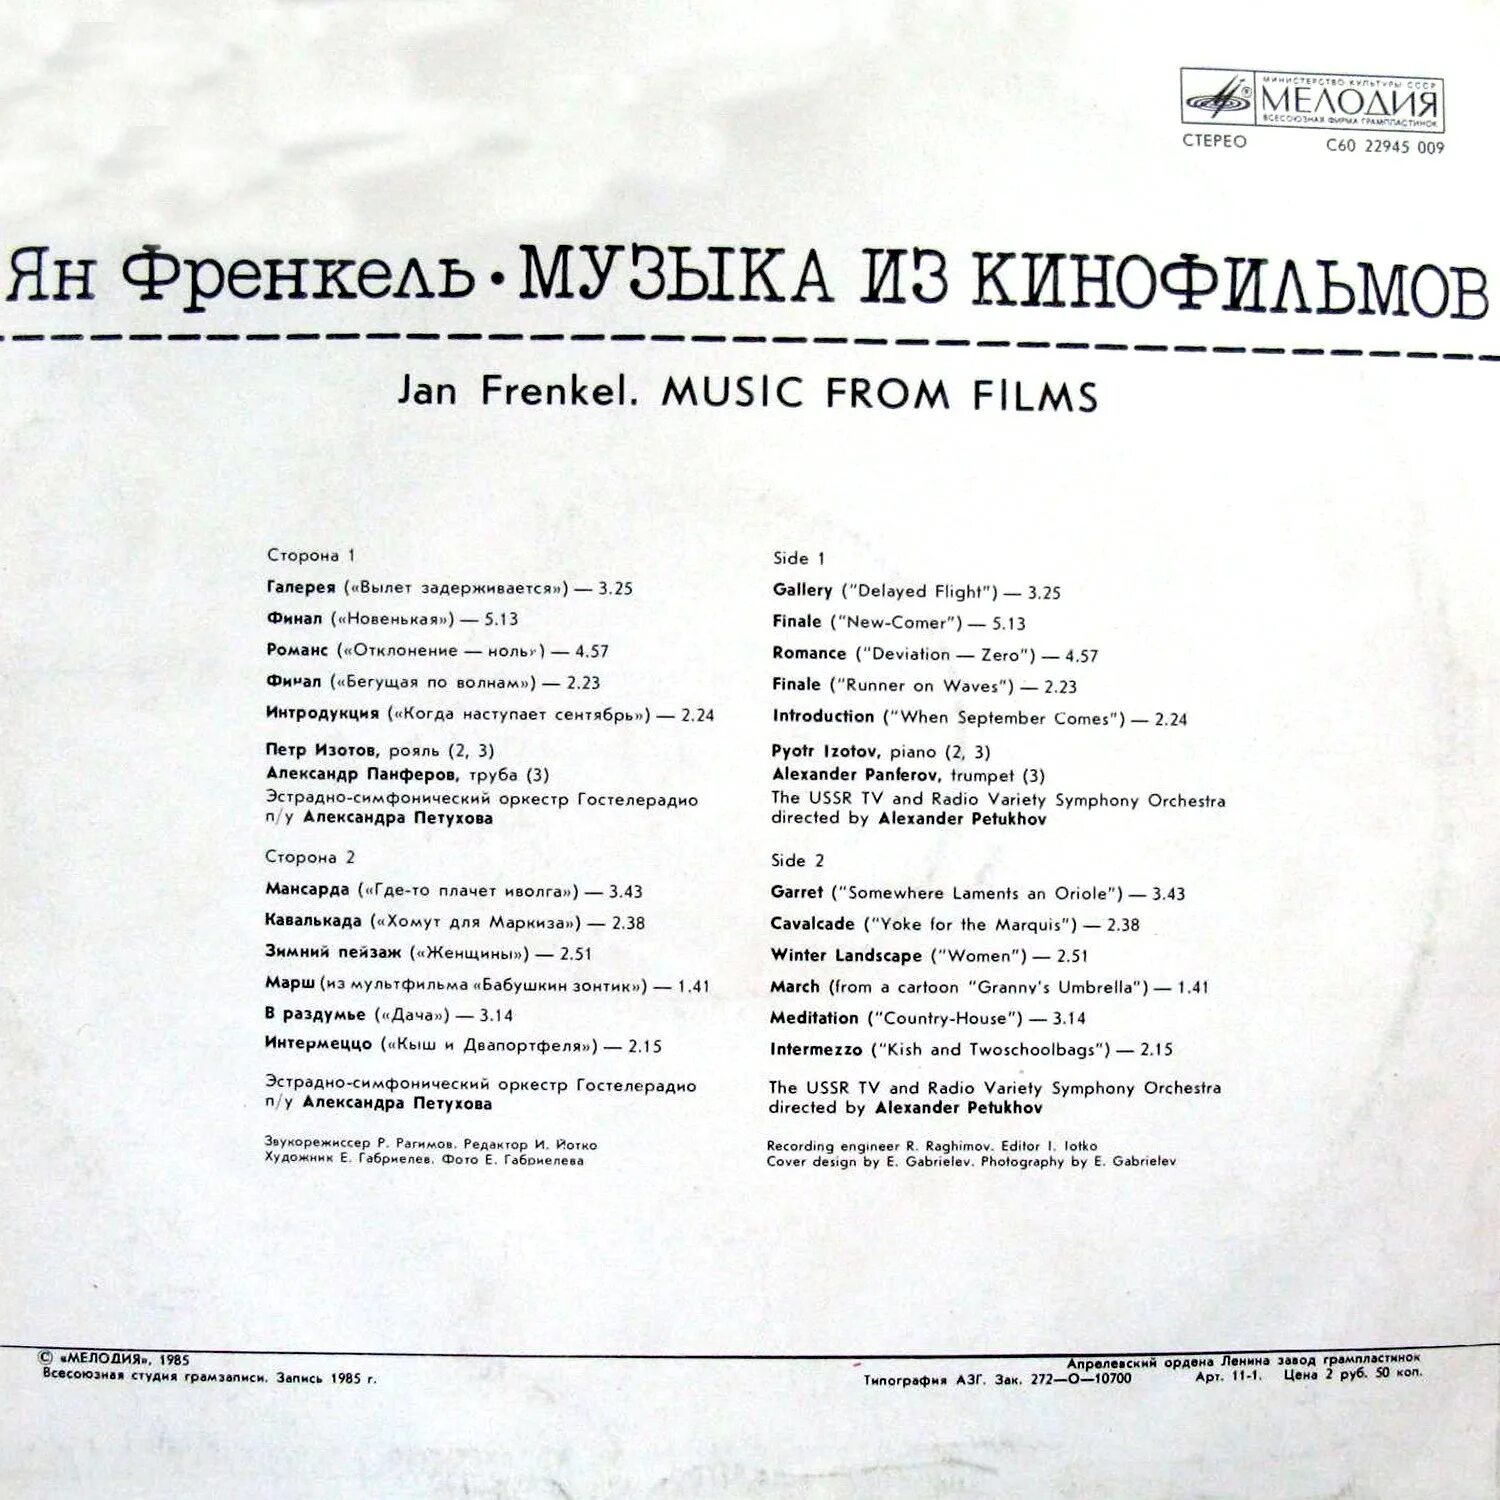 МИНИСТЕРСТВО КУЛЬТУРЫ СССР
МЕЛОДИЯ
ВСЕСОЮЗНАЯ ФИРМА ГРАМПЛАСТИНОК
СТЕРЕО С60 22945 009
Ян Френкель • МУЗЫКА ИЗ КИНОФИЛЬМОВ
Jan Frenkel. MUSIC FROM FILMS
Сторона 1
Галерея («Вылет задерживается») — 3.25
Финал («Новенькая») — 5.13
Романс («Отклонение — ноль») — 4.57
Финал («Бегущая по волнам») — 2.23
Интродукция («Когда наступает сентябрь») — 2.24
Петр Изотов, рояль (2, 3)
Александр Панферов, труба (3)
Эстрадно-симфонический оркестр Гостелерадио
п/у Александра Петухова
Сторона 2
Мансарда («Где-то плачет иволга») — 3.43
Кавалькада («Хомут для Маркиза») — 2.38
Зимний пейзаж («Женщины») — 2.51
Марш (из мультфильма «Бабушкин зонтик») — 1.41
В раздумье («Дача») — 3.14
Интермеццо («Кыш и Двапортфеля») — 2.15
Эстрадно-симфонический оркестр Гостелерадио
п/у Александра Петухова
Звукорежиссер Р. Рагимов. Редактор И. Йотко
Художник Е. Габриелев. Фото Е. Габриелева
Side 1
Gallery ("Delayed Flight") — 3.25
Finale ("New-Comer") — 5.13
Romance ("Deviation — Zero") — 4.57
Finale ("Runner on Waves") — 2.23
Introduction ("When September Comes") — 2.24
Pyotr Izotov, piano (2, 3)
Alexander Panferov, trumpet (3)
The USSR TV and Radio Variety Symphony Orchestra
directed by Alexander Petukhov
Side 2
Garret ("Somewhere Laments an Oriole") — 3.43
Cavalcade ("Yoke for the Marquis") — 2.38
Winter Landscape ("Women") — 2.51
March (from a cartoon "Granny's Umbrella") — 1.41
Meditation ("Country-House") — 3.14
Intermezzo ("Kish and Twoschoolbags") — 2.15
The USSR TV and Radio Variety Symphony Orchestra
directed by Alexander Petukhov
Recording engineer R. Raghimov. Editor I. Iotko
Cover design by E. Gabrielev. Photography by E. Gabrielev
© «МЕЛОДИЯ», 1985
Всесоюзная студия грамзаписи. Запись 1985 г.
Апрелевский ордена Ленина завод грампластинок
Типография АЗГ. Зак. 272—О—10700 Арт. 11-1. Цена 2 руб. 50 коп.